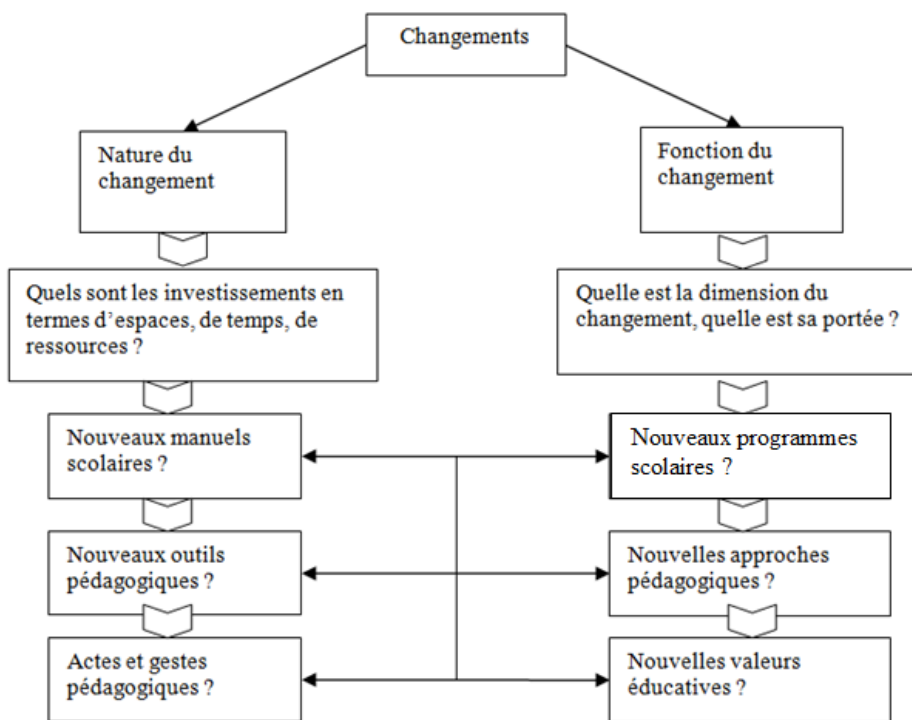 Changements
Nature du
changement
Fonction du
changement
Quels sont les investissements en
termes d’espaces, de temps, de
ressources ?
Quelle est la dimension du
changement, quelle est sa portée ?
Nouveaux manuels
scolaires ?
Nouveaux programmes
scolaires ?
Nouveaux outils
pédagogiques ?
Nouvelles approches
pédagogiques ?
Actes et gestes
pédagogiques ?
Nouvelles valeurs
éducatives ?